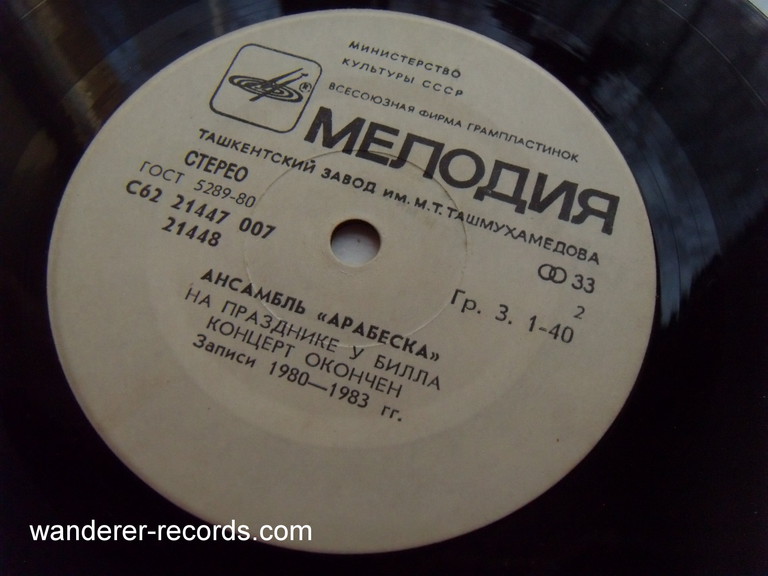 МИНИСТЕРСТВО
КУЛЬТУРЫ СССР
ВСЕСОЮЗНАЯ ФИРМА ГРАМПЛАСТИНОК
МЕЛОДИЯ
®
ТАШКЕНТСКИЙ ЗАВОД ИМ. М.Т. ТАШМУХАМЕДОВА
СТЕРЕО
ГОСТ 5289-80
С62 21447 007
21448
33
2
Гр. 3. 1-40
АНСАМБЛЬ «АРАБЕСКА»
НА ПРАЗДНИКЕ У БИЛЛА
КОНЦЕРТ ОКОНЧЕН
Записи 1980—1983 гг.
wanderer-records.com